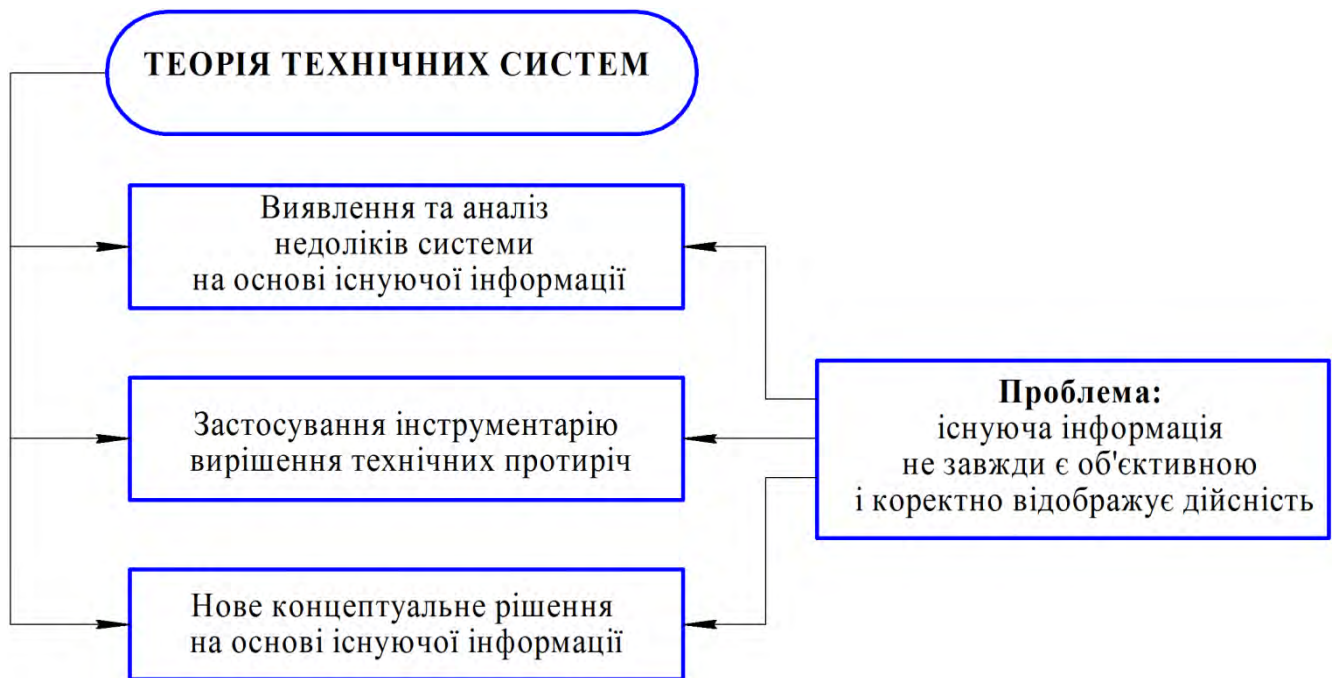 ТЕОРІЯ ТЕХНІЧНИХ СИСТЕМ
Виявлення та аналіз
недоліків системи
на основі існуючої інформації
Застосування інструментарію
вирішення технічних протиріч
Нове концептуальне рішення
на основі існуючої інформації
Проблема:
існуюча інформація
не завжди є об'єктивною
і коректно відображує дійсність